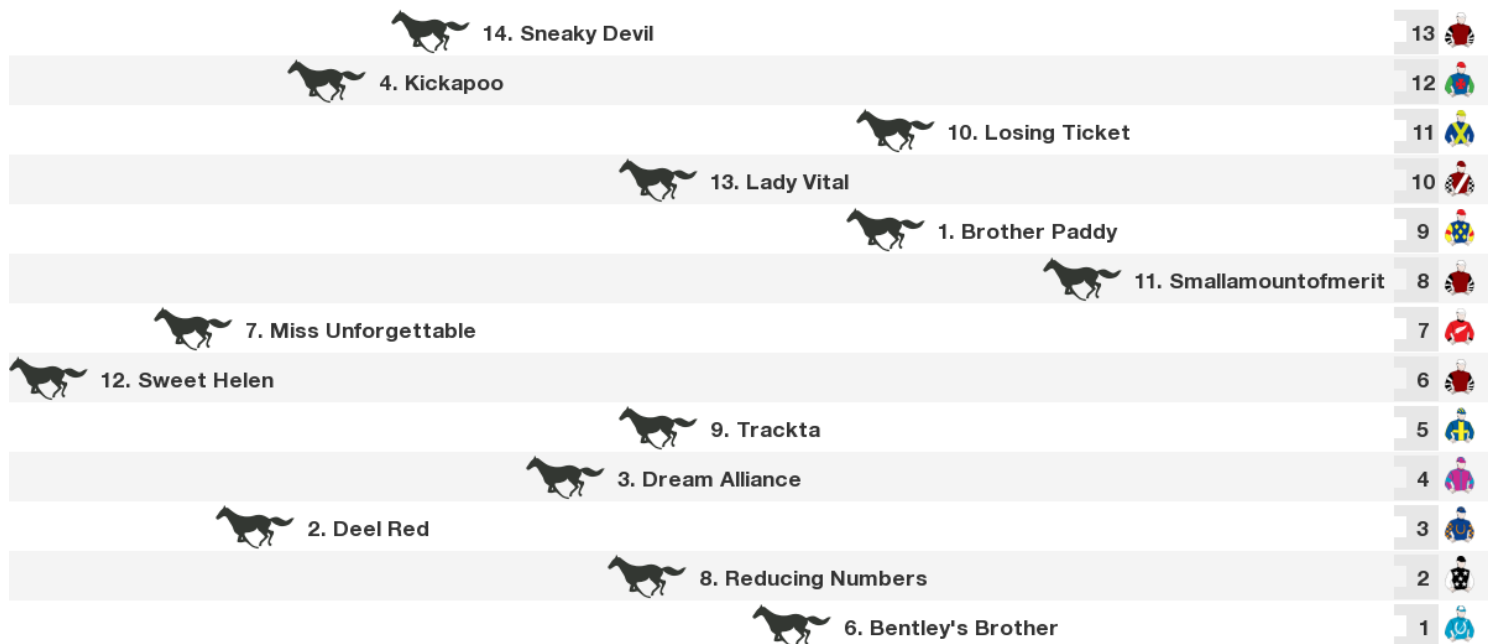 14. Sneaky Devil 13
4. Kickapoo 12
10. Losing Ticket 11
13. Lady Vital 10
1. Brother Paddy 9
11. Smallamountofmerit 8
7. Miss Unforgettable 7
12. Sweet Helen 6
9. Trackta 5
3. Dream Alliance 4
2. Deel Red 3
8. Reducing Numbers 2
6. Bentley's Brother 1